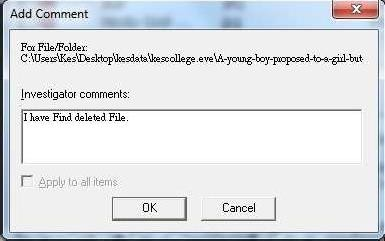 Add Comment
For File/Folder:
C:\Users\Kes\Desktop\kesdata\kescollege.eve\A-young-boy-proposed-to-a-girl-but-
Investigator comments:
I have Find deleted File.
Apply to all items
OK
Cancel